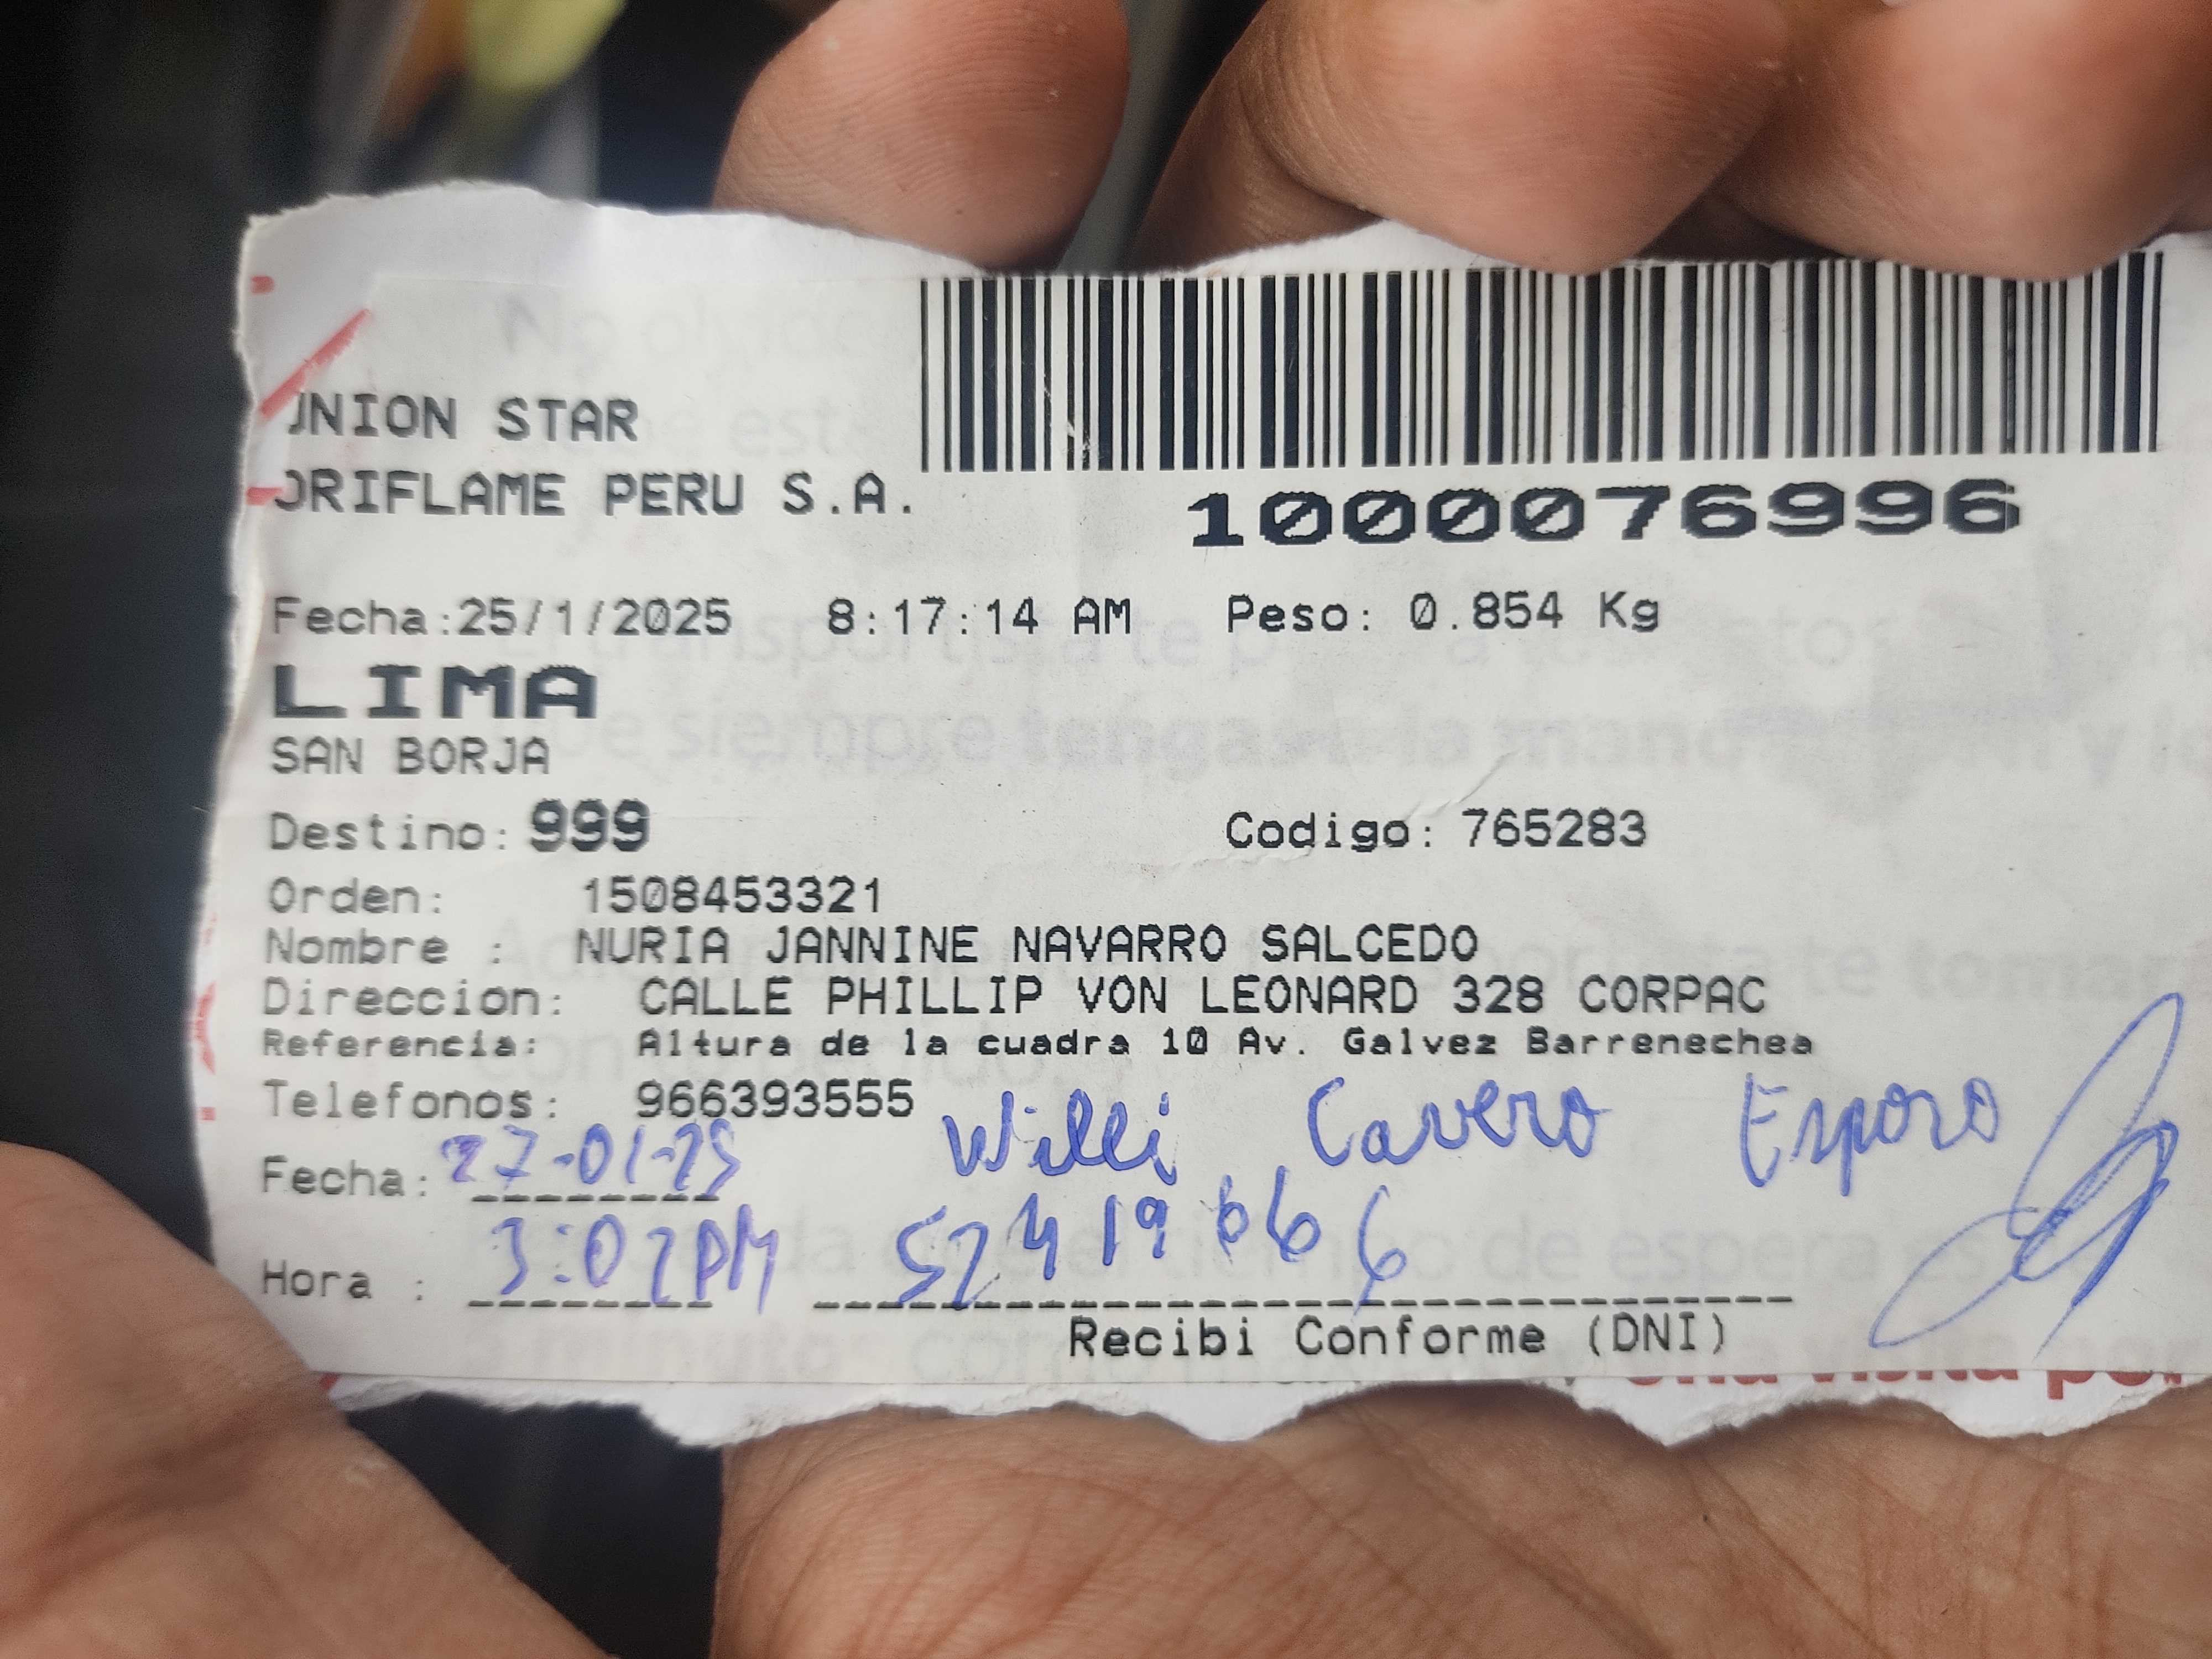 UNION STAR
ORIFLAME PERU S.A.
1000076996
Fecha:25/1/2025 8:17:14 AM Peso: 0.854 Kg
LIMA
SAN BORJA
Destino: 999 Codigo: 765283
Orden: 1508453321
Nombre : NURIA JANNINE NAVARRO SALCEDO
Direccion: CALLE PHILLIP VON LEONARD 328 CORPAC
Referencia: Altura de la cuadra 10 Av. Galvez Barrenechea
Telefonos: 966393555
Willi Cavero
Fecha: 27-01-25
Hora : 3:02PM
Recibi Conforme (DNI)